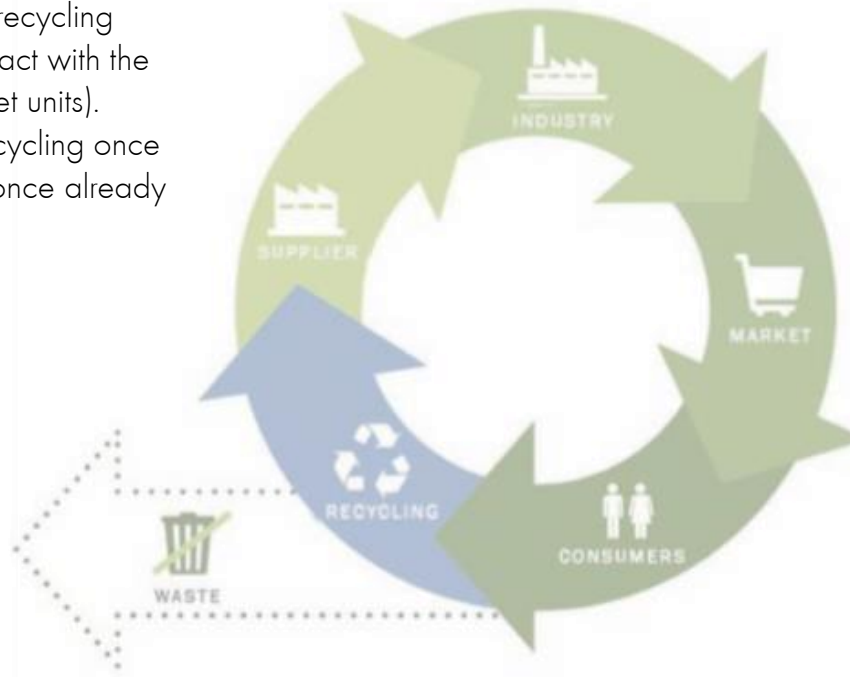 recycling
act with the
et units).
cycling once
once already
INDUSTRY
SUPPLIER
MARKET
RECYCLING
CONSUMERS
WASTE